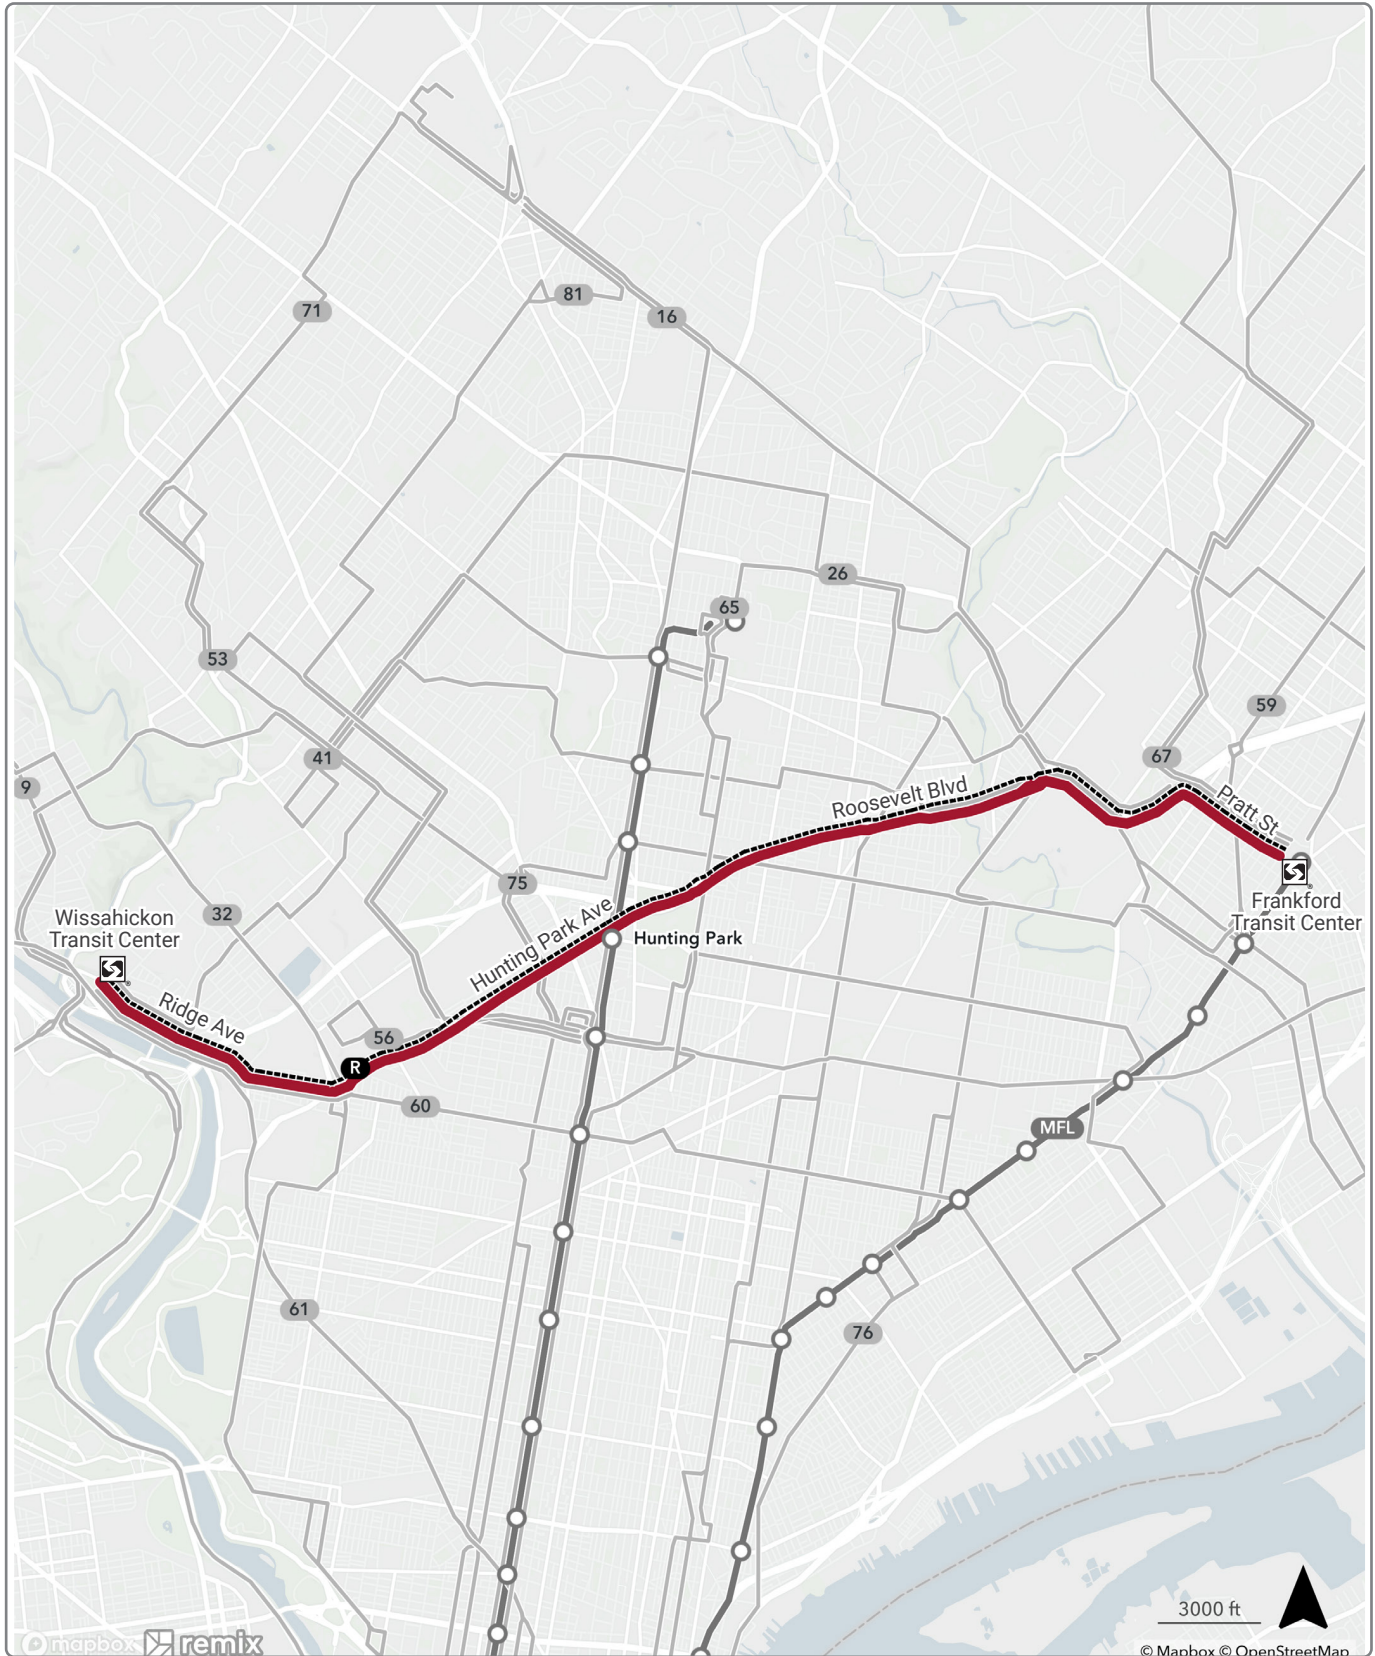 81
16
71
26
65
53
59
67
41
9
Roosevelt Blvd
Pratt St
75
Frankford
Transit Center
Wissahickon
Transit Center
32
Hunting Park Ave
Hunting Park
Ridge Ave
56
R
60
MFL
61
76
3000 ft
mapbox remix
© Mapbox © OpenStreetMap